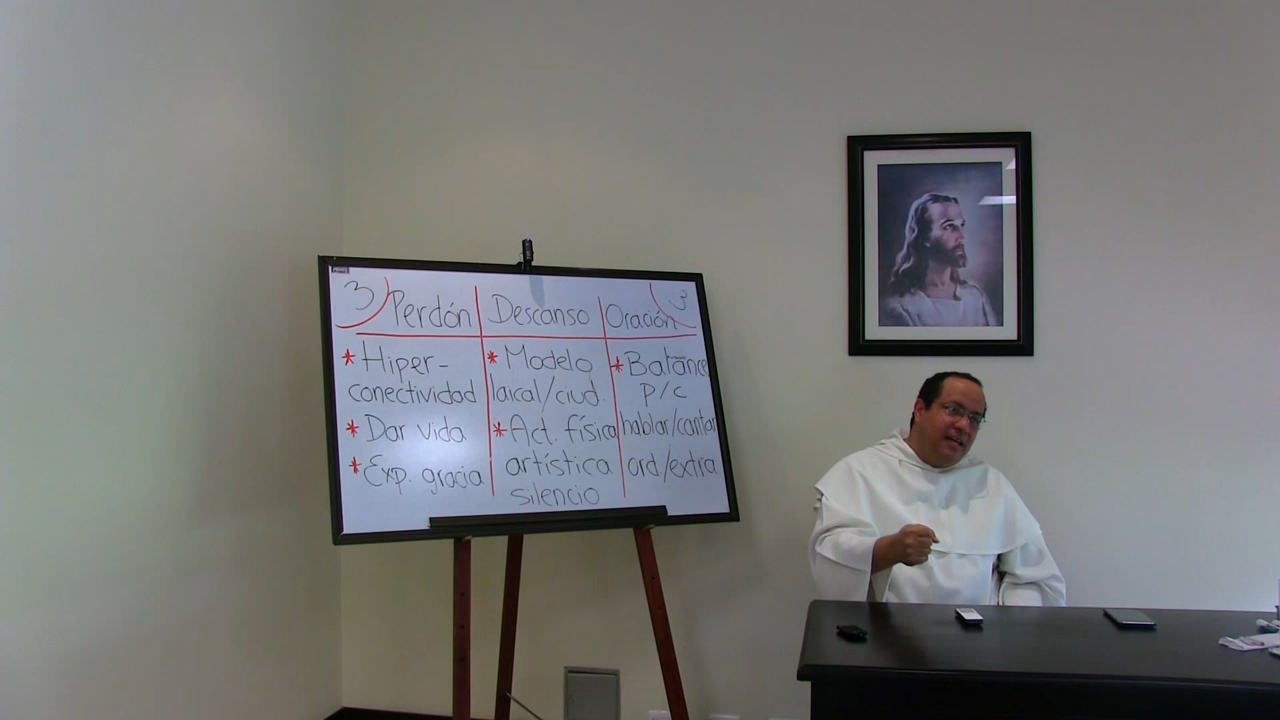 3 Perdón Descanso Oración 3
* Hiper-
conectividad
* Dar vida
* Exp. gracia
* Modelo
laical/ciud.
* Act. física
artística
silencio
* Balance
p/c
hablar/cantar
ord/extra